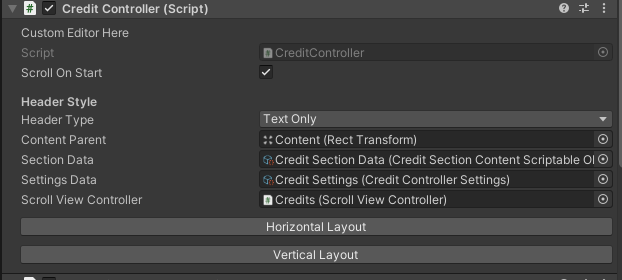 # Credit Controller (Script)
Custom Editor Here
Script # CreditController
Scroll On Start
Header Style
Header Type Text Only
Content Parent Content (Rect Transform)
Section Data Credit Section Data (Credit Section Content Scriptable Ol
Settings Data Credit Settings (Credit Controller Settings)
Scroll View Controller # Credits (Scroll View Controller)
Horizontal Layout
Vertical Layout